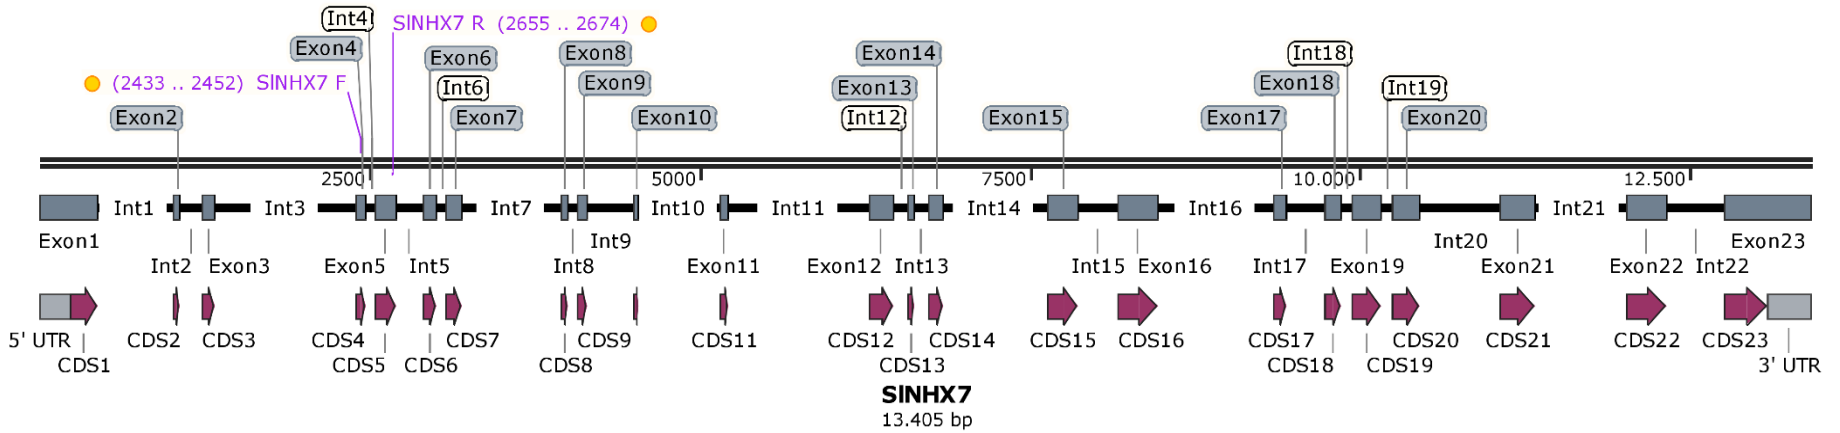 Int4
SlNHX7 R (2655 .. 2674)
Exon4
Exon6
Exon8
Exon14
Int18
(2433 .. 2452) SlNHX7 F
Int6
Exon9
Exon13
Exon18
Int19
Exon2
Exon7
Exon10
Int12
Exon15
Exon17
Exon20
2500
5000
7500
10.000
12.500
Int1
Int3
Int7
Int10
Int11
Int14
Int16
Int21
Exon1
Int9
Int20
Exon23
Int2
Exon3
Exon5
Int5
Int8
Exon11
Exon12
Int13
Int15
Exon16
Int17
Exon19
Exon21
Exon22
Int22
5' UTR
CDS2
CDS3
CDS4
CDS7
CDS9
CDS11
CDS12
CDS14
CDS15
CDS16
CDS17
CDS20
CDS21
CDS22
CDS23
CDS1
CDS5
CDS6
CDS8
CDS13
CDS18
CDS19
3' UTR
SlNHX7
13.405 bp